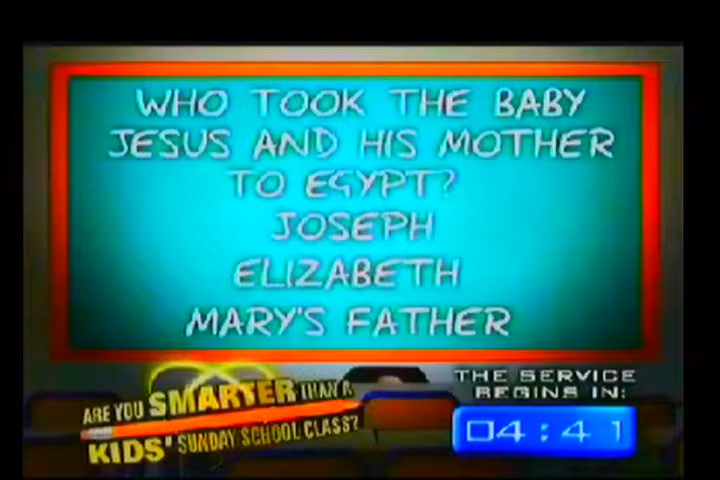 WHO TOOK THE BABY
JESUS AND HIS MOTHER
TO EGYPT?
JOSEPH
ELIZABETH
MARY'S FATHER
ARE YOU SMARTER THAN A
KIDS' SUNDAY SCHOOL CLASS?
THE SERVICE
BEGINS IN:
04:41